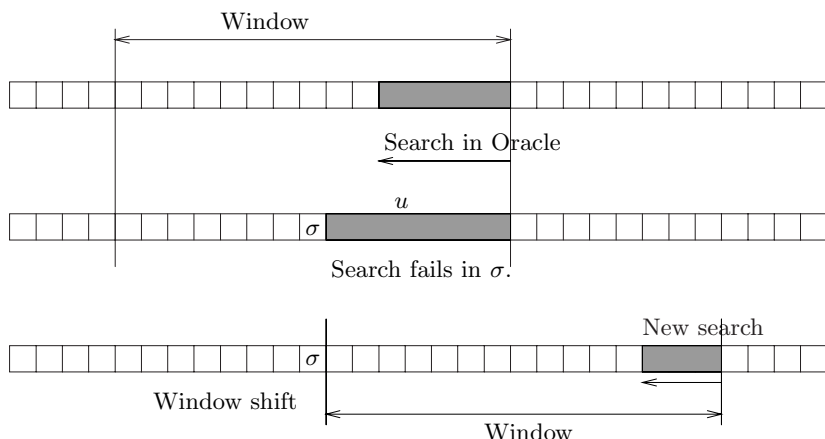 Window
Search in Oracle
u
σ
Search fails in σ.
New search
σ
Window shift
Window